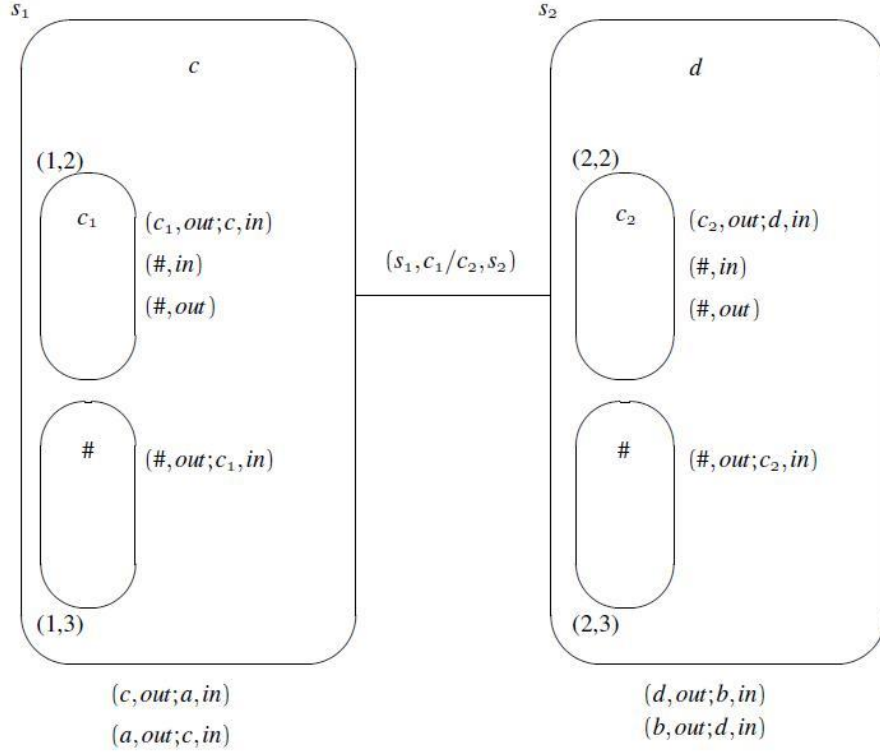 s₁ s₂
c d
(1,2) (2,2)
c₁ (c₁,out;c,in) c₂ (c₂,out;d,in)
(#,in) (s₁,c₁/c₂,s₂) (#,in)
(#,out) (#,out)
# (#,out;c₁,in) # (#,out;c₂,in)
(1,3) (2,3)
(c,out;a,in) (d,out;b,in)
(a,out;c,in) (b,out;d,in)